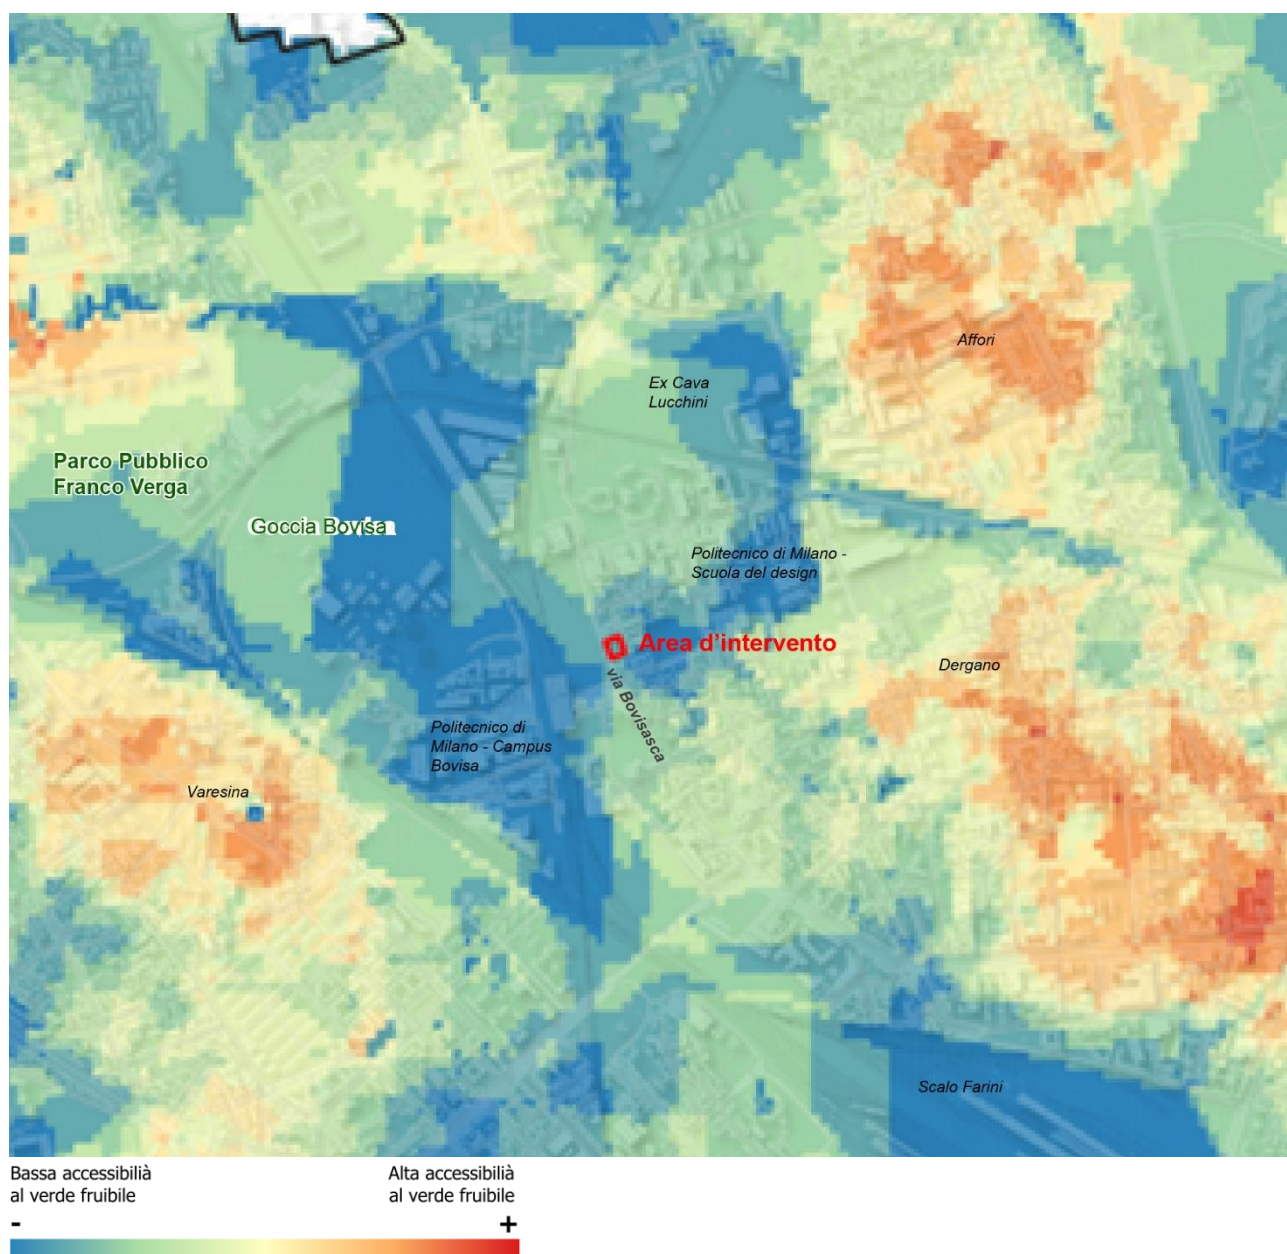 Affori
Ex Cava
Lucchini
Parco Pubblico
Franco Verga
Goccia Bovisa
Politecnico di Milano -
Scuola del design
Area d'intervento
Dergano
via Bovisasca
Politecnico di
Milano - Campus
Bovisa
Varesina
Scalo Farini
Bassa accessibilià
al verde fruibile
-
Alta accessibilià
al verde fruibile
+